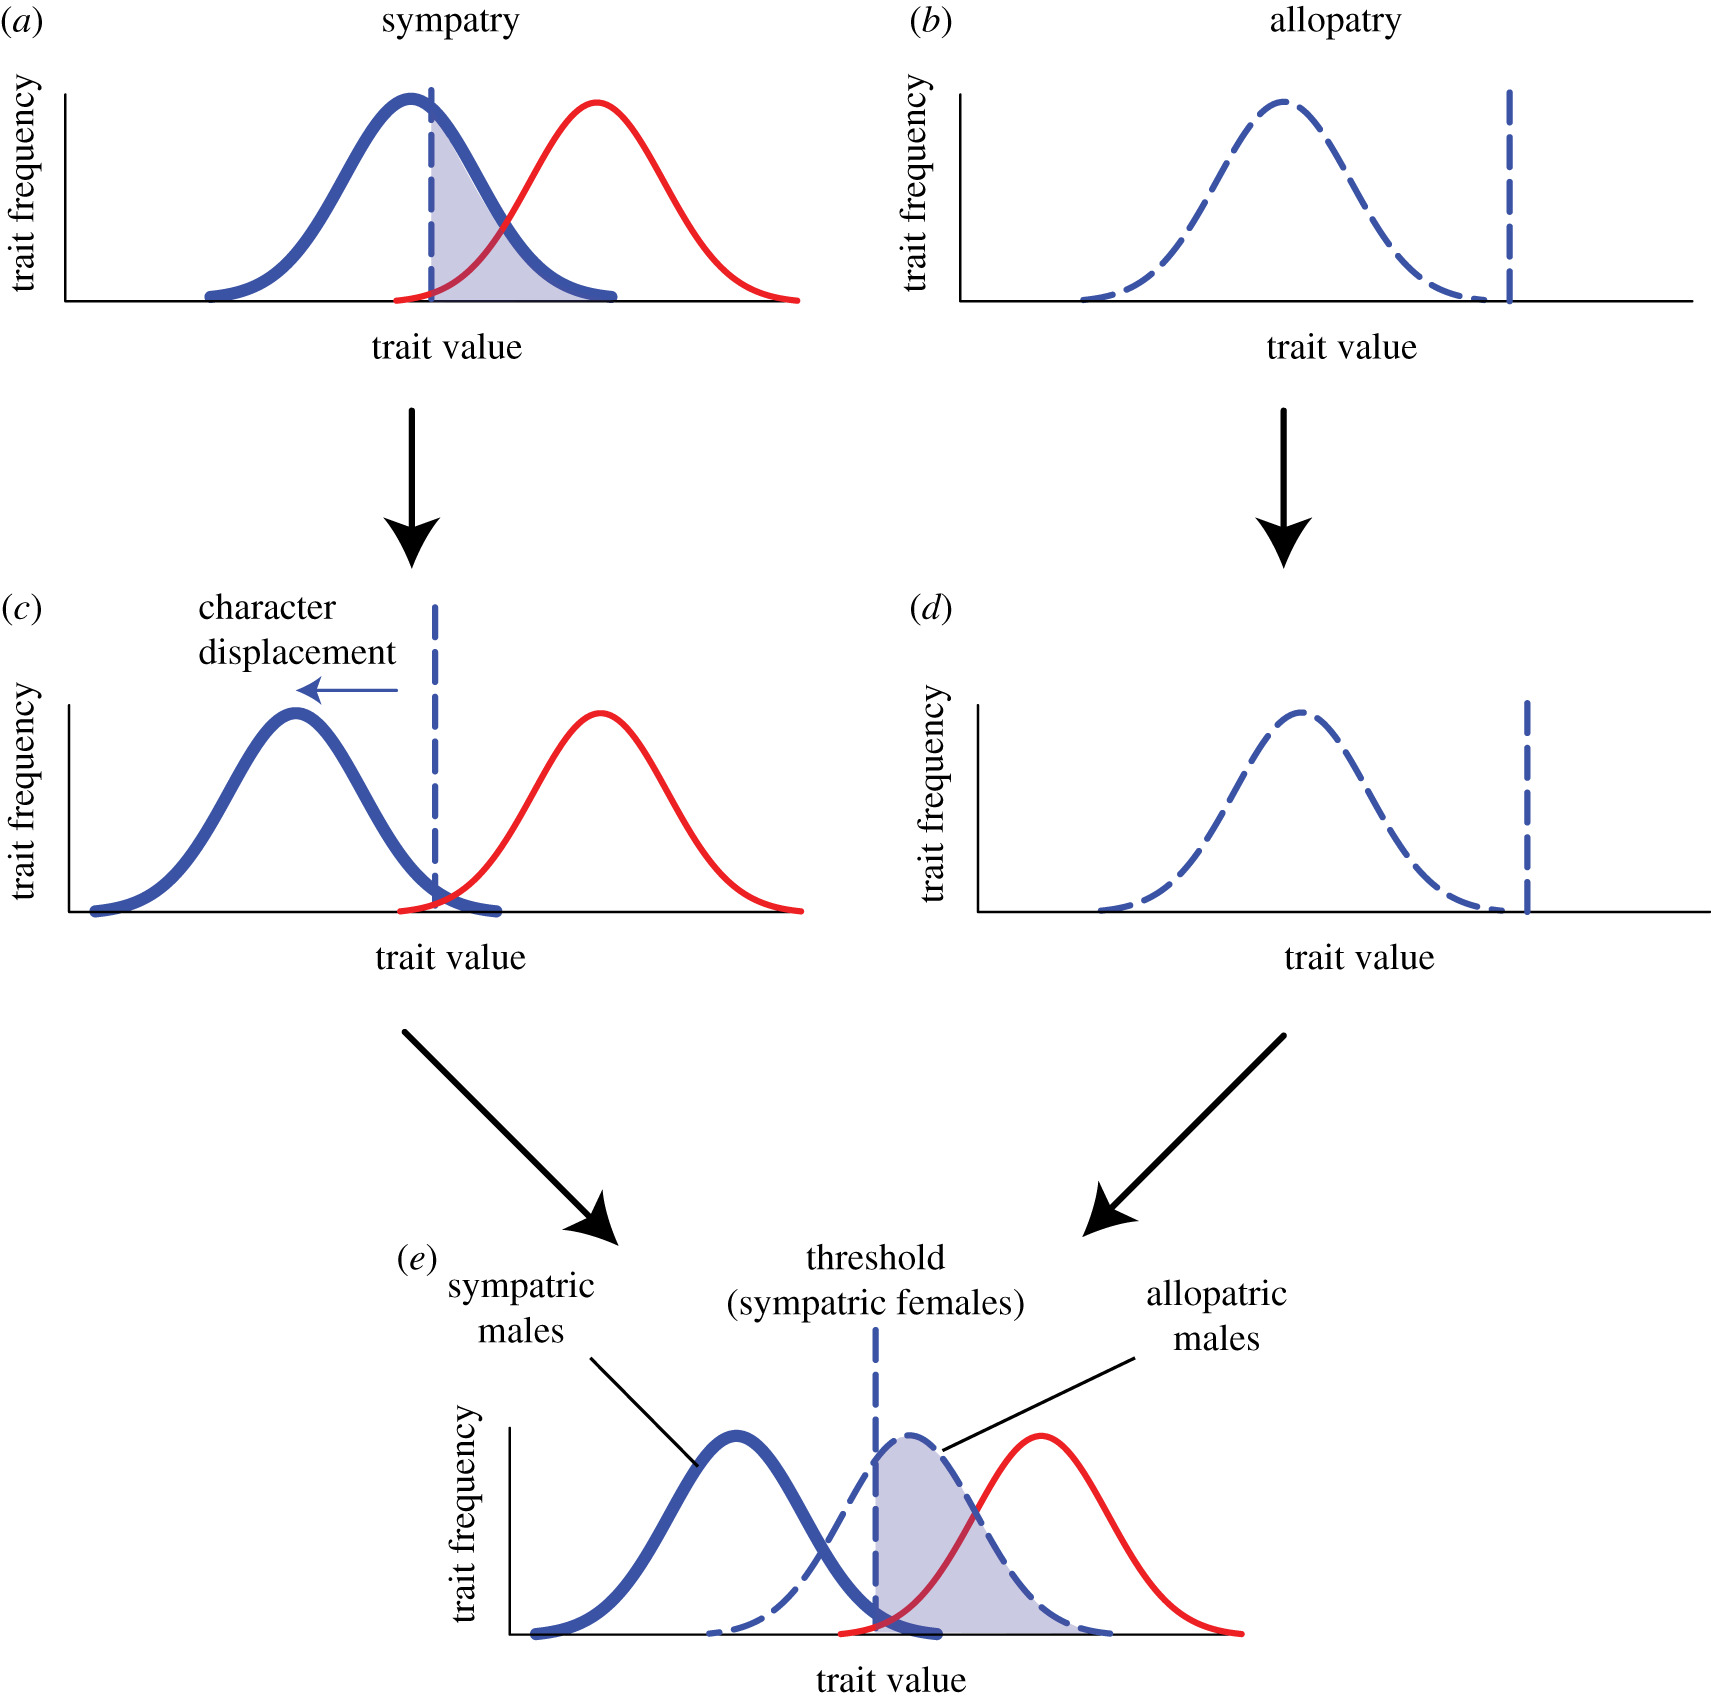 (a)
sympatry
trait frequency
trait value
(b)
allopatry
trait frequency
trait value
(c)
character
displacement
trait frequency
trait value
(d)
trait frequency
trait value
(e)
sympatric
males
threshold
(sympatric females)
allopatric
males
trait frequency
trait value